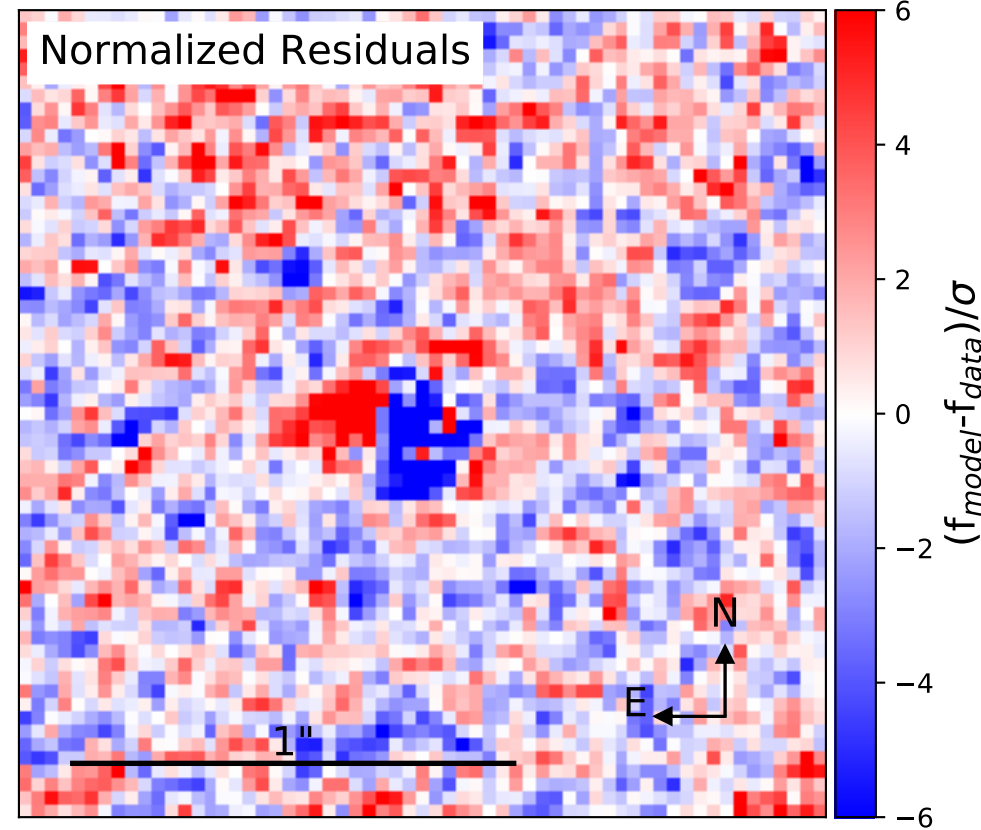 Normalized Residuals
6
4
2
0
−2
−4
−6
(f_model-f_data)/σ
N
E
1"